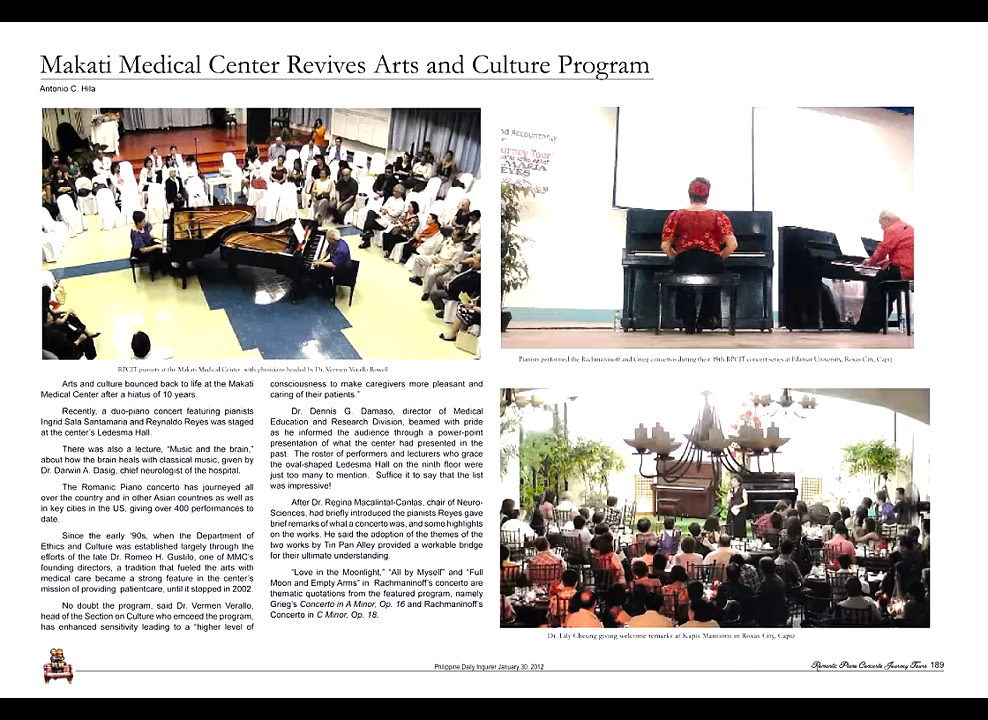 Makati Medical Center Revives Arts and Culture Program
Antonio C. Hila
nd Accountancy
urney Tour
MARIA
EYES
RPCJT pianists at the Makati Medical Center with physicians headed by Dr. Vermen Verallo Rowell.
Pianists performed the Rachmaninoff and Grieg concertos during their 19th RPCJT concert series at Filamar University, Roxas City, Capiz
Arts and culture bounced back to life at the Makati
Medical Center after a hiatus of 10 years.
Recently, a duo-piano concert featuring pianists
Ingrid Sala Santamaria and Reynaldo Reyes was staged
at the center's Ledesma Hall.
There was also a lecture, “Music and the brain,”
about how the brain heals with classical music, given by
Dr. Darwin A. Dasig, chief neurologist of the hospital.
The Romanic Piano concerto has journeyed all
over the country and in other Asian countries as well as
in key cities in the US, giving over 400 performances to
date.
Since the early '90s, when the Department of
Ethics and Culture was established largely through the
efforts of the late Dr. Romeo H. Gustilo, one of MMC's
founding directors, a tradition that fueled the arts with
medical care became a strong feature in the center's
mission of providing patientcare, until it stopped in 2002.
No doubt the program, said Dr. Vermen Verallo,
head of the Section on Culture who emceed the program,
has enhanced sensitivity leading to a “higher level of
consciousness to make caregivers more pleasant and
caring of their patients.”
Dr. Dennis G. Damaso, director of Medical
Education and Research Division, beamed with pride
as he informed the audience through a power-point
presentation of what the center had presented in the
past. The roster of performers and lecturers who grace
the oval-shaped Ledesma Hall on the ninth floor were
just too many to mention. Suffice it to say that the list
was impressive!
After Dr. Regina Macalintal-Canlas, chair of Neuro-
Sciences, had briefly introduced the pianists Reyes gave
brief remarks of what a concerto was, and some highlights
on the works. He said the adoption of the themes of the
two works by Tin Pan Alley provided a workable bridge
for their ultimate understanding.
“Love in the Moonlight,” “All by Myself” and “Full
Moon and Empty Arms” in Rachmaninoff's concerto are
thematic quotations from the featured program, namely
Grieg's Concerto in A Minor, Op. 16 and Rachmaninoff's
Concerto in C Minor, Op. 18.
Dr. Lily Cheung giving welcome remarks at Kapis Mansions in Roxas City, Capiz
Philippine Daily Inquirer January 30, 2012
Romantic Piano Concerto Journey Tours 189